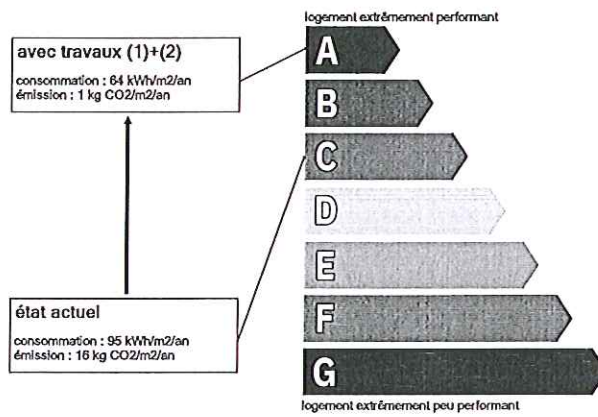 logement extrêmement performant
avec travaux (1)+(2)
consommation : 64 kWh/m2/an
émission : 1 kg CO2/m2/an
A
B
C
D
E
F
G
état actuel
consommation : 95 kWh/m2/an
émission : 16 kg CO2/m2/an
logement extrêmement peu performant